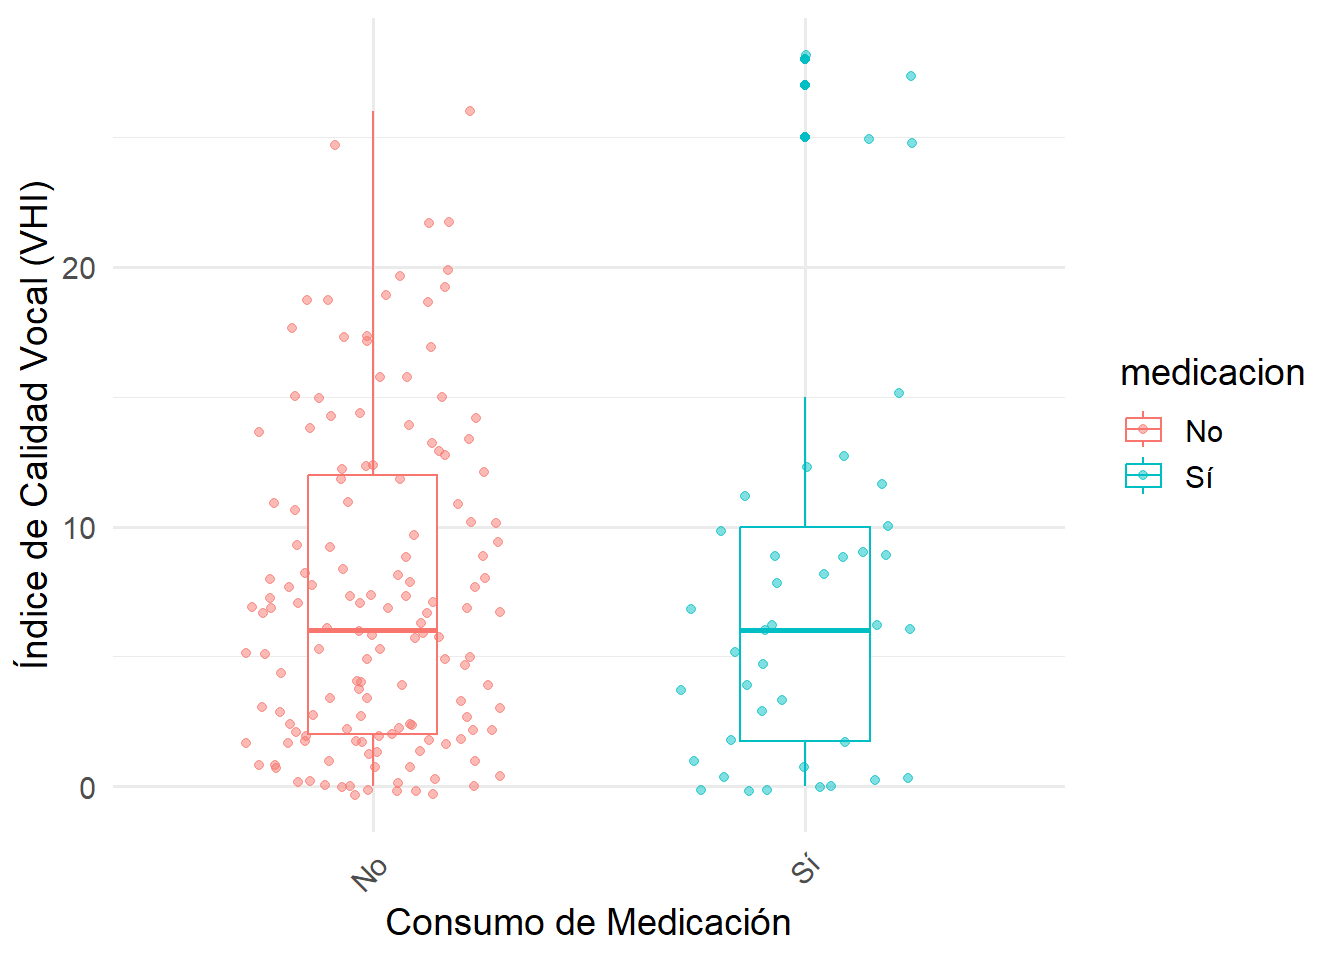 Índice de Calidad Vocal (VHI)
20
10
0
No
Sí
Consumo de Medicación
medicacion
No
Sí